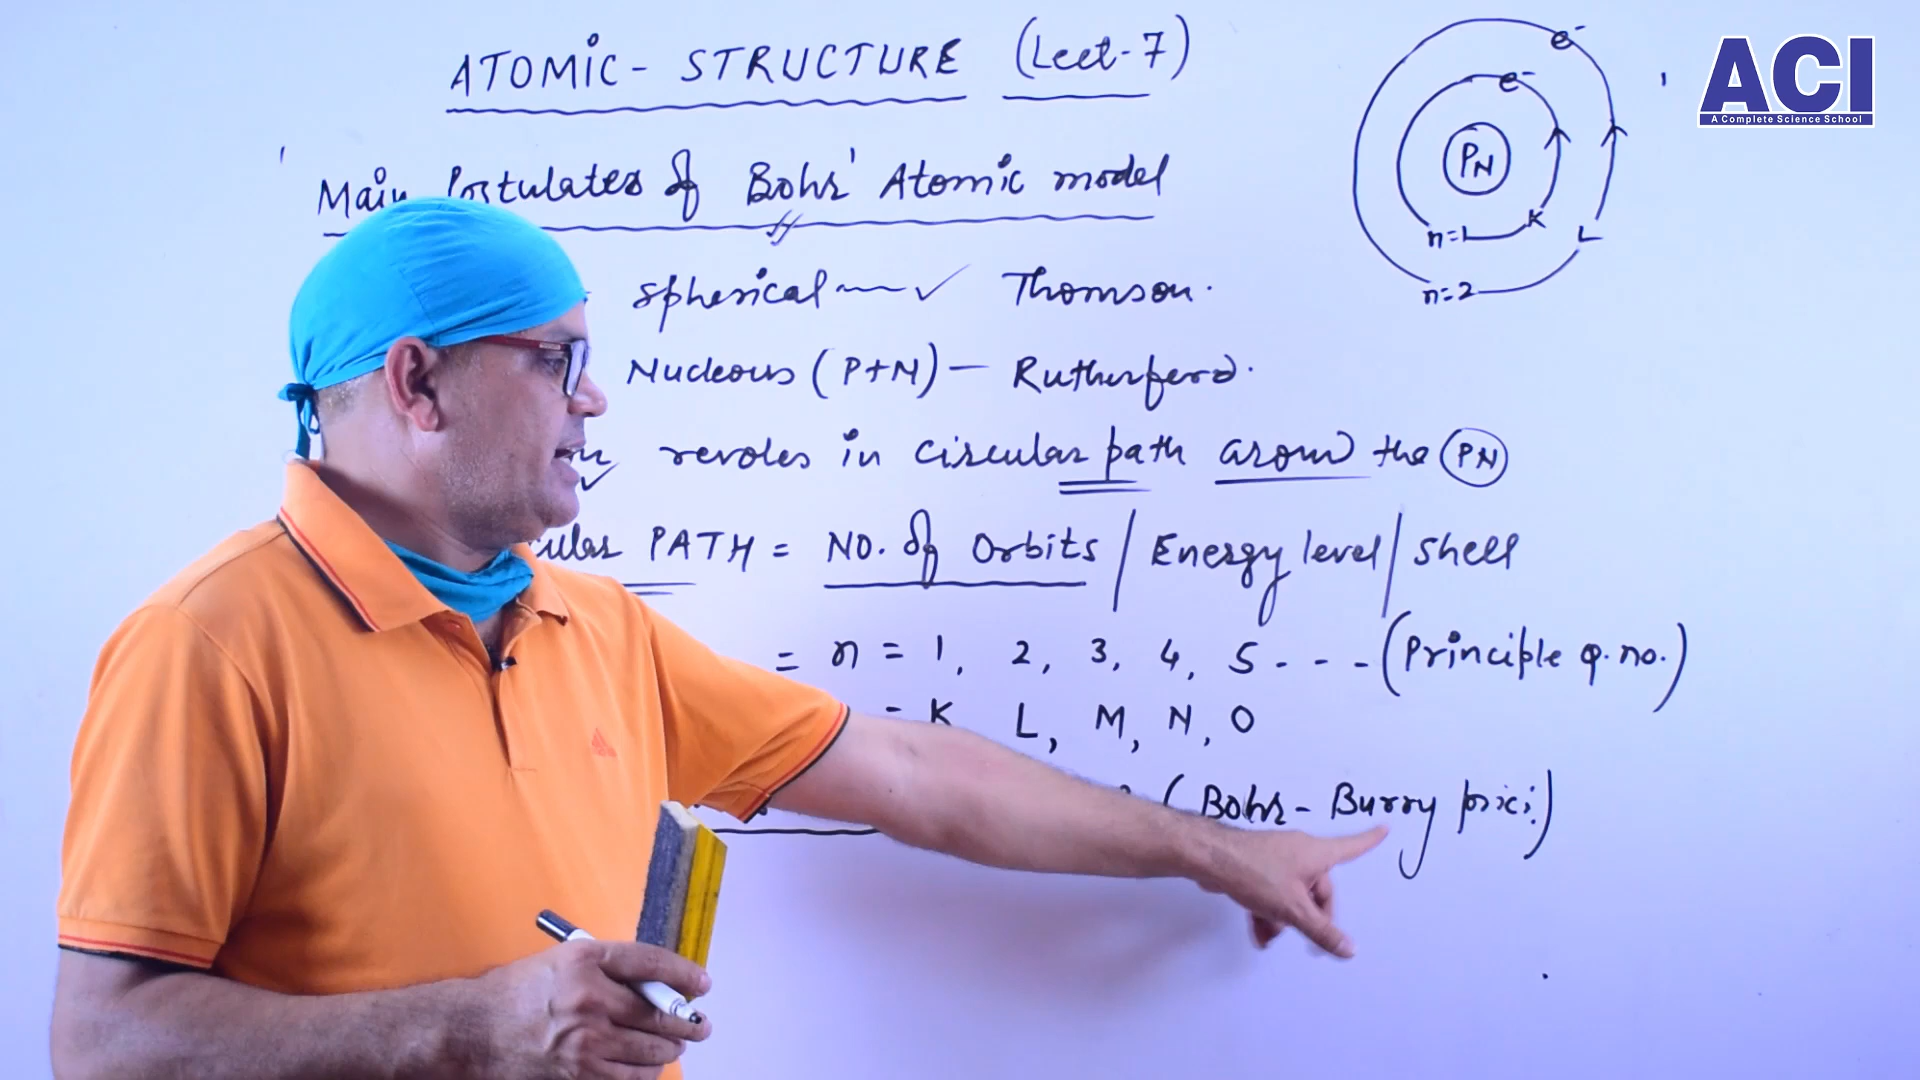 ATOMIC- STRUCTURE (Lect-7)
ACI
A Complete Science School
e-
e-
PN
n=1 K
L
n=2
'Main Postulates of Bohr' Atomic model
spherical — Thomson.
Nucleous (P+N) — Rutherferd.
revoles in circular path aroun the PN
PATH = NO. of Orbits / Energy level / shell
= n = 1, 2, 3, 4, 5 - - - (Principle q. no.)
= K L, M, N, O
(Bohr - Burry prici:)